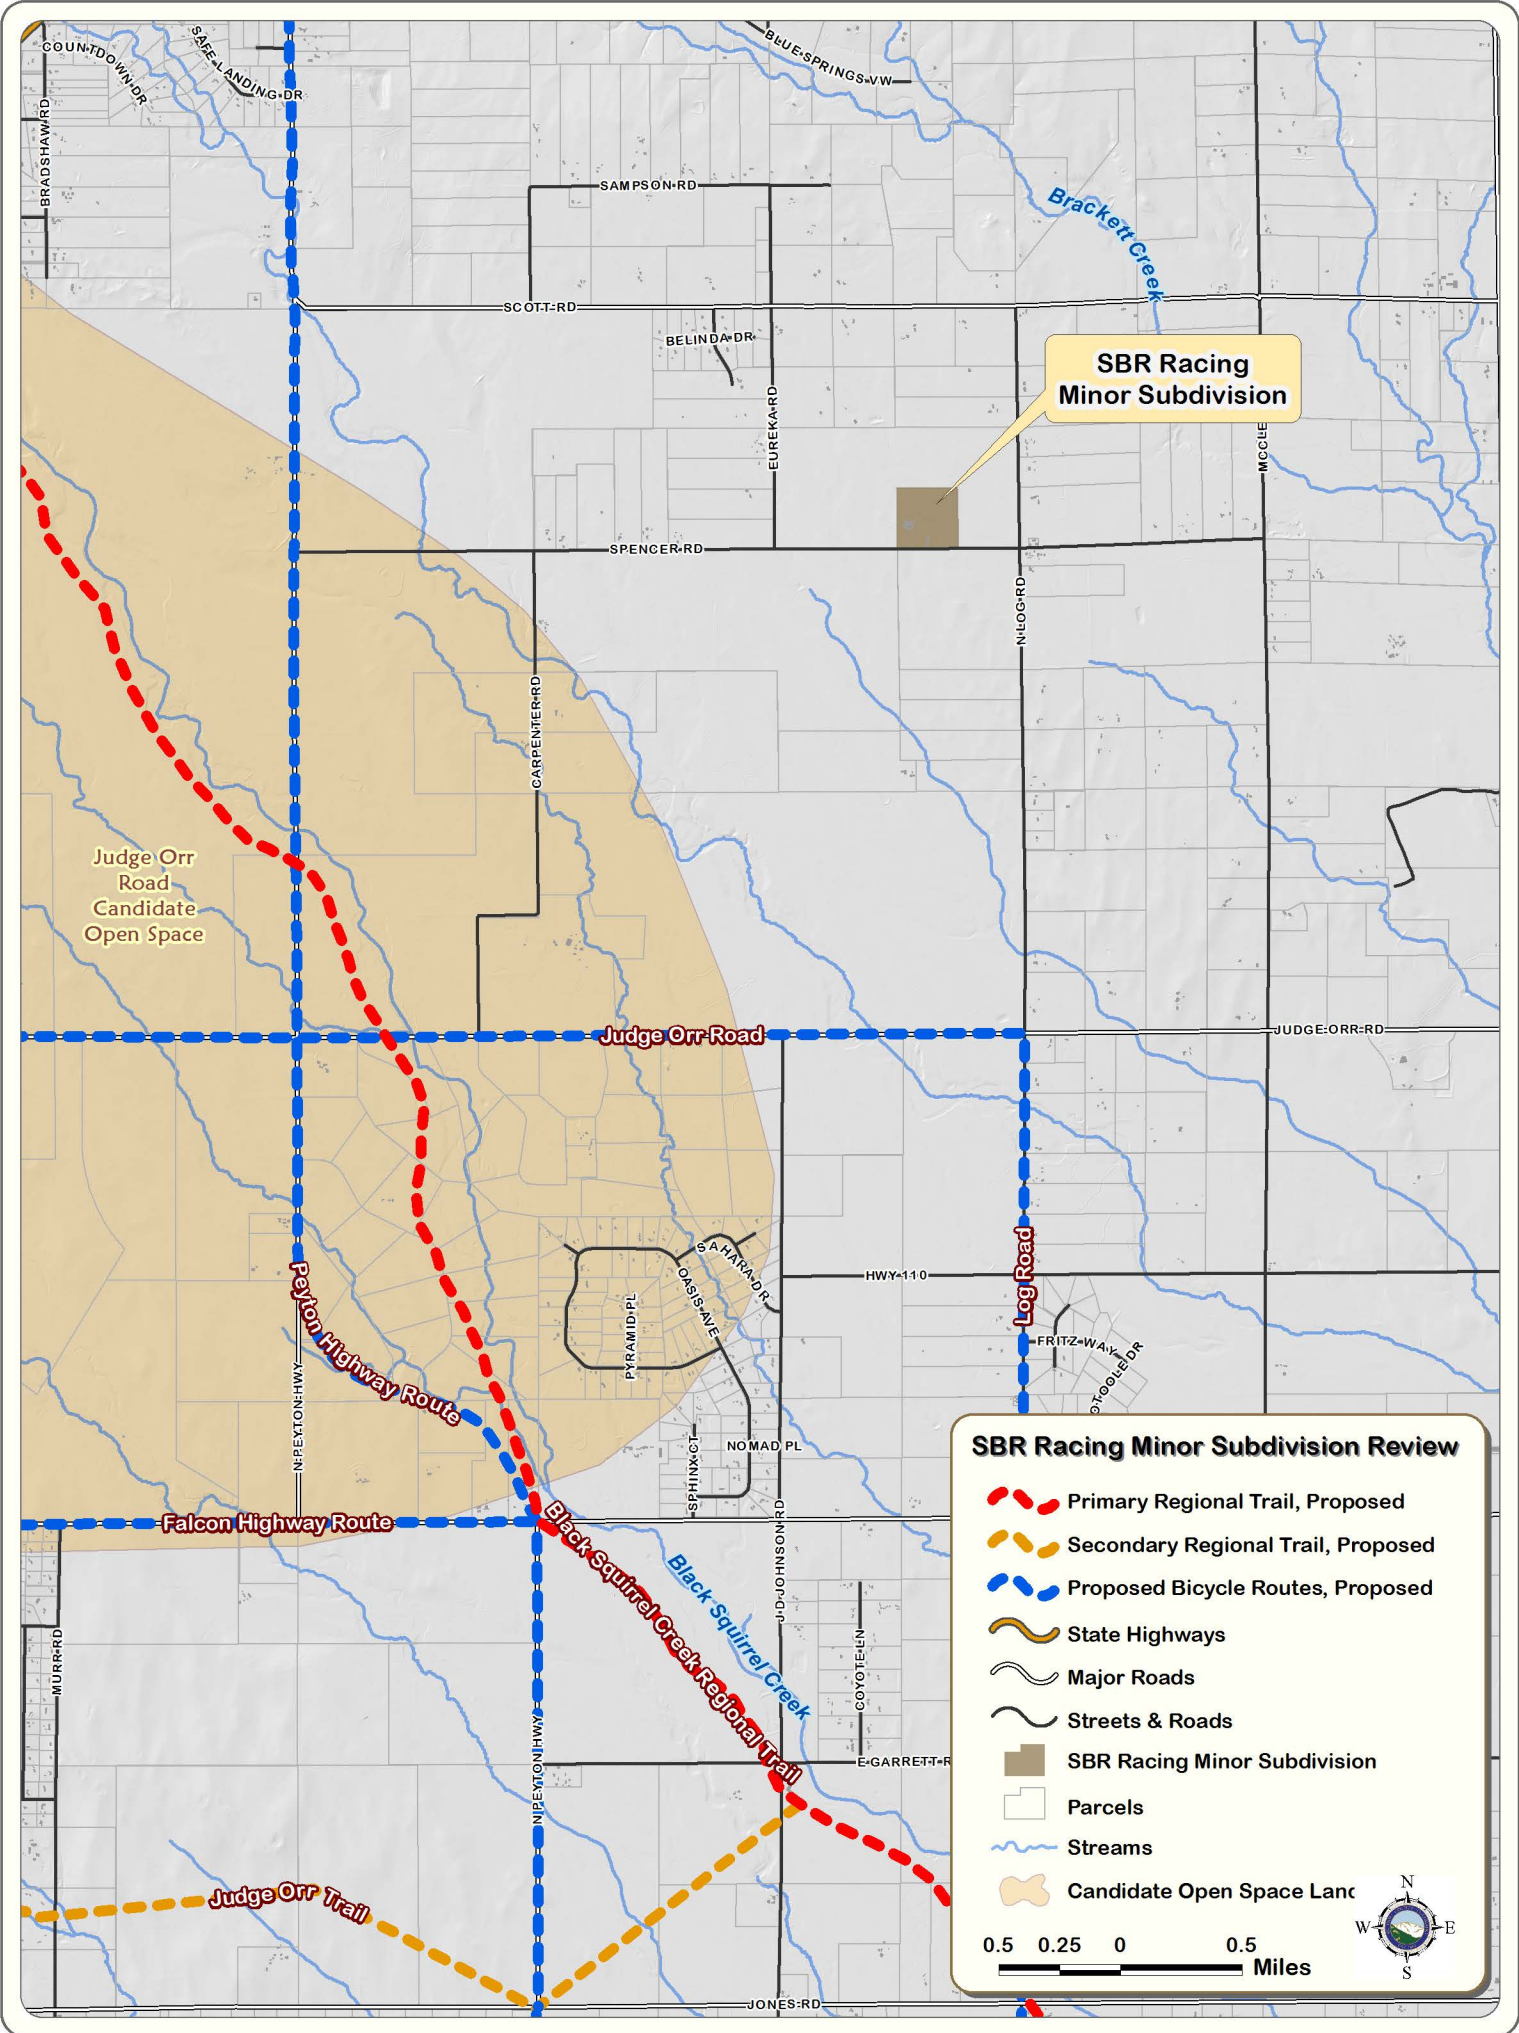 COUNTDOWN DR
SAFE LANDING DR
BRADSHAW RD
BLUE SPRINGS VW
SAMPSON RD
Brackett Creek
SCOTT RD
BELINDA DR
SBR Racing
Minor Subdivision
EUREKA RD
MCCLE
SPENCER RD
N LOG RD
CARPENTER RD
Judge Orr
Road
Candidate
Open Space
Judge Orr Road
JUDGE ORR RD
SAHARA DR
OASIS AVE
PYRAMID PL
HWY 110
Log Road
FRITZ WAY
OTOOLE DR
Peyton Highway Route
N PEYTON HWY
NOMAD PL
SPHINX CT
Falcon Highway Route
Black Squirrel Creek Regional Trail
Black Squirrel Creek
J D JOHNSON RD
COYOTE LN
MURR RD
N PEYTON HWY
E GARRETT R
Judge Orr Trail
JONES RD
SBR Racing Minor Subdivision Review
Primary Regional Trail, Proposed
Secondary Regional Trail, Proposed
Proposed Bicycle Routes, Proposed
State Highways
Major Roads
Streets & Roads
SBR Racing Minor Subdivision
Parcels
Streams
Candidate Open Space Lanc
N
W E
S
0.5 0.25 0 0.5
Miles